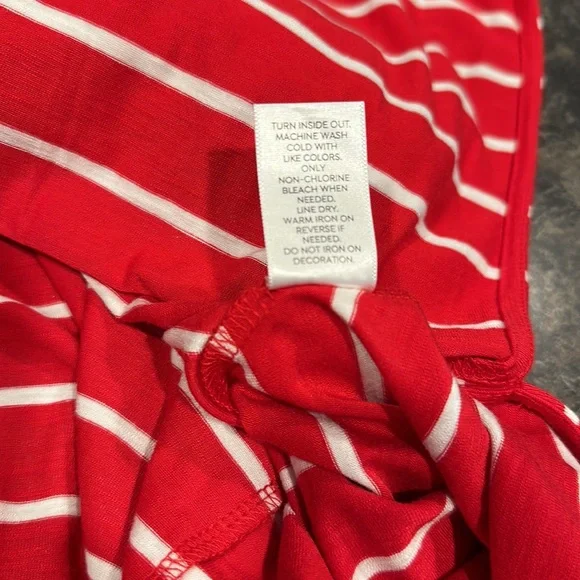 TURN INSIDE OUT.
MACHINE WASH
COLD WITH
LIKE COLORS.
ONLY
NON-CHLORINE
BLEACH WHEN
NEEDED.
LINE DRY.
WARM IRON ON
REVERSE IF
NEEDED.
DO NOT IRON ON
DECORATION.